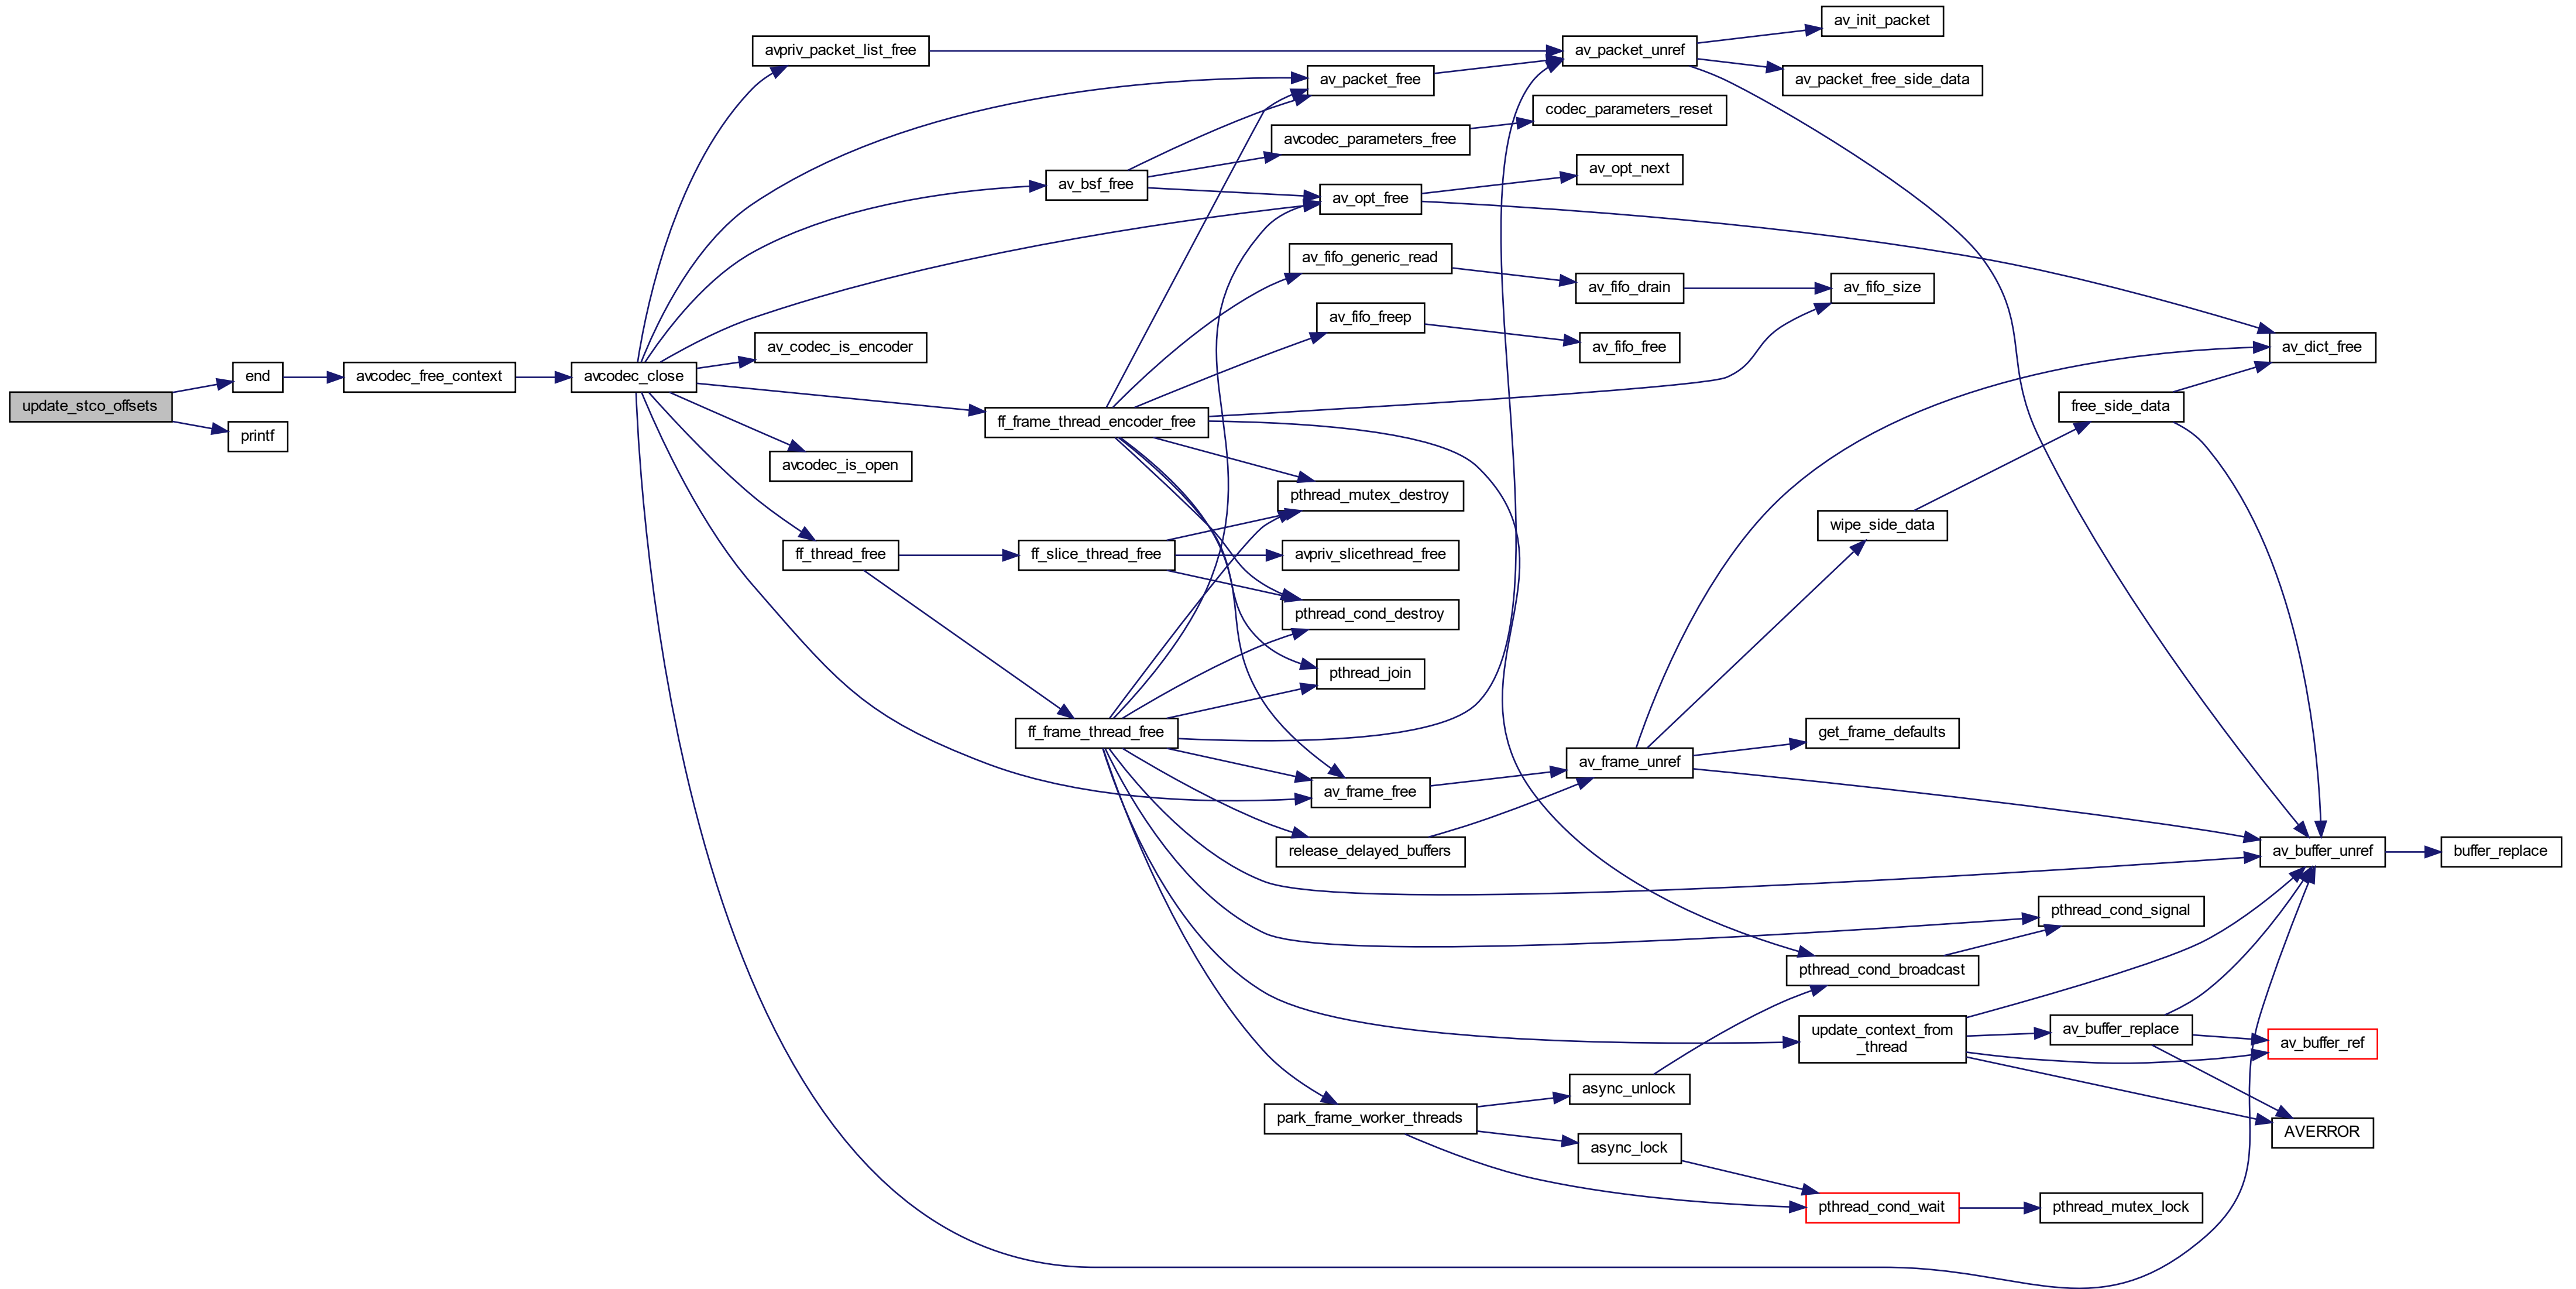 update_stco_offsets
end
printf
avcodec_free_context
avcodec_close
avpriv_packet_list_free
av_codec_is_encoder
avcodec_is_open
ff_thread_free
av_bsf_free
ff_frame_thread_encoder_free
ff_slice_thread_free
ff_frame_thread_free
av_packet_free
avcodec_parameters_free
av_opt_free
av_fifo_generic_read
av_fifo_freep
pthread_mutex_destroy
avpriv_slicethread_free
pthread_cond_destroy
pthread_join
av_frame_free
release_delayed_buffers
park_frame_worker_threads
av_packet_unref
codec_parameters_reset
av_opt_next
av_fifo_drain
av_fifo_free
av_frame_unref
async_unlock
async_lock
av_init_packet
av_packet_free_side_data
av_fifo_size
wipe_side_data
get_frame_defaults
pthread_cond_broadcast
update_context_from
_thread
pthread_cond_wait
free_side_data
pthread_cond_signal
av_buffer_replace
pthread_mutex_lock
av_dict_free
av_buffer_unref
av_buffer_ref
AVERROR
buffer_replace